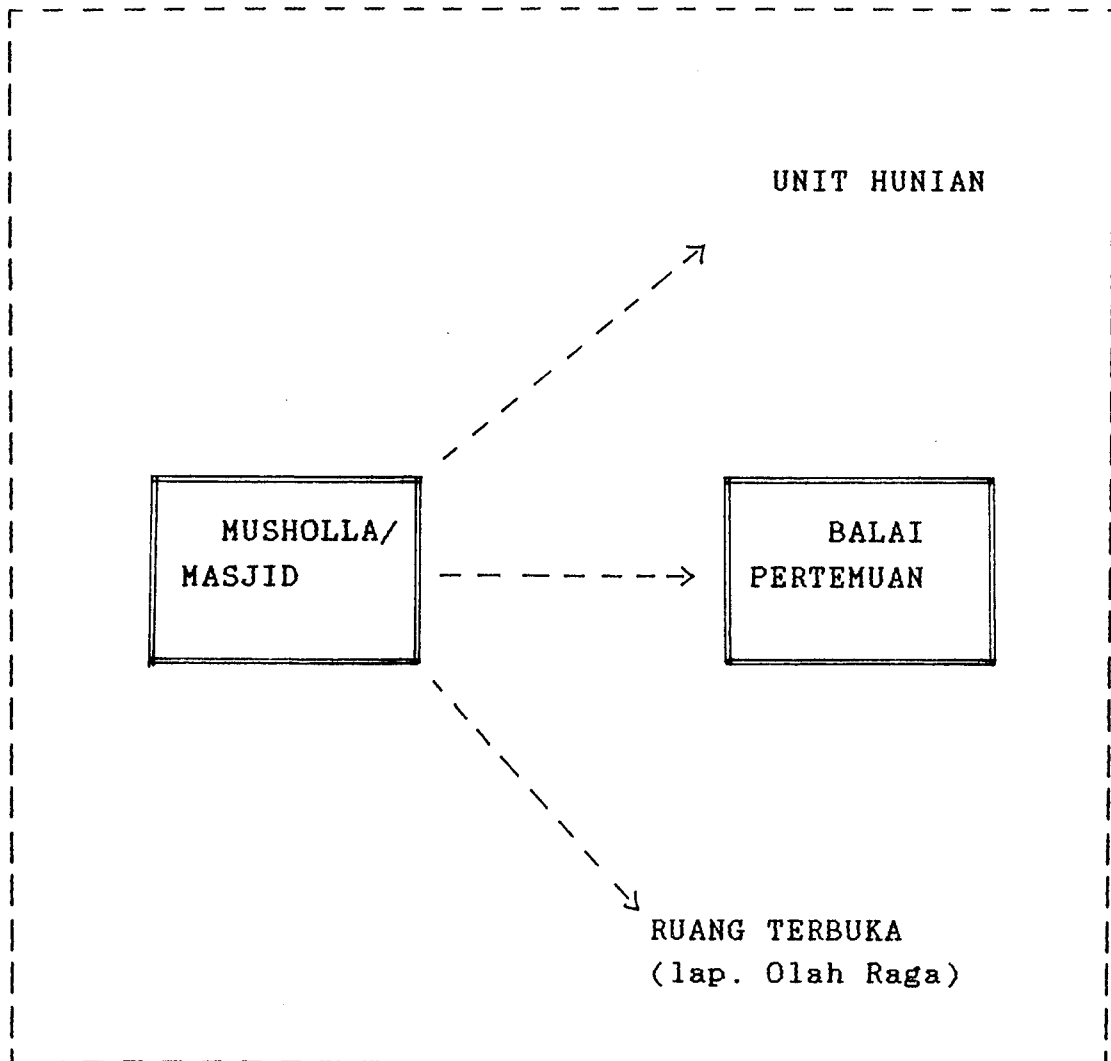 UNIT HUNIAN
MUSHOLLA/
MASJID
BALAI
PERTEMUAN
RUANG TERBUKA
(lap. Olah Raga)